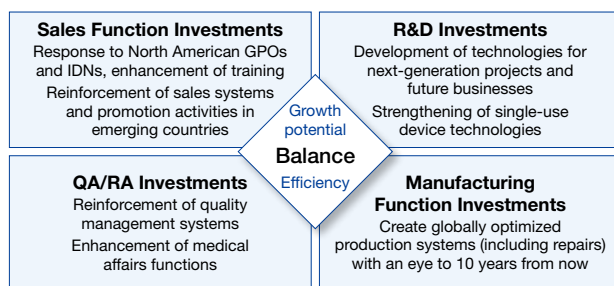 Sales Function Investments
Response to North American GPOs
and IDNs, enhancement of training
Reinforcement of sales systems
and promotion activities in
emerging countries
R&D Investments
Development of technologies for
next-generation projects and
future businesses
Strengthening of single-use
device technologies
Growth
potential
Balance
Efficiency
QA/RA Investments
Reinforcement of quality
management systems
Enhancement of medical
affairs functions
Manufacturing
Function Investments
Create globally optimized
production systems (including repairs)
with an eye to 10 years from now